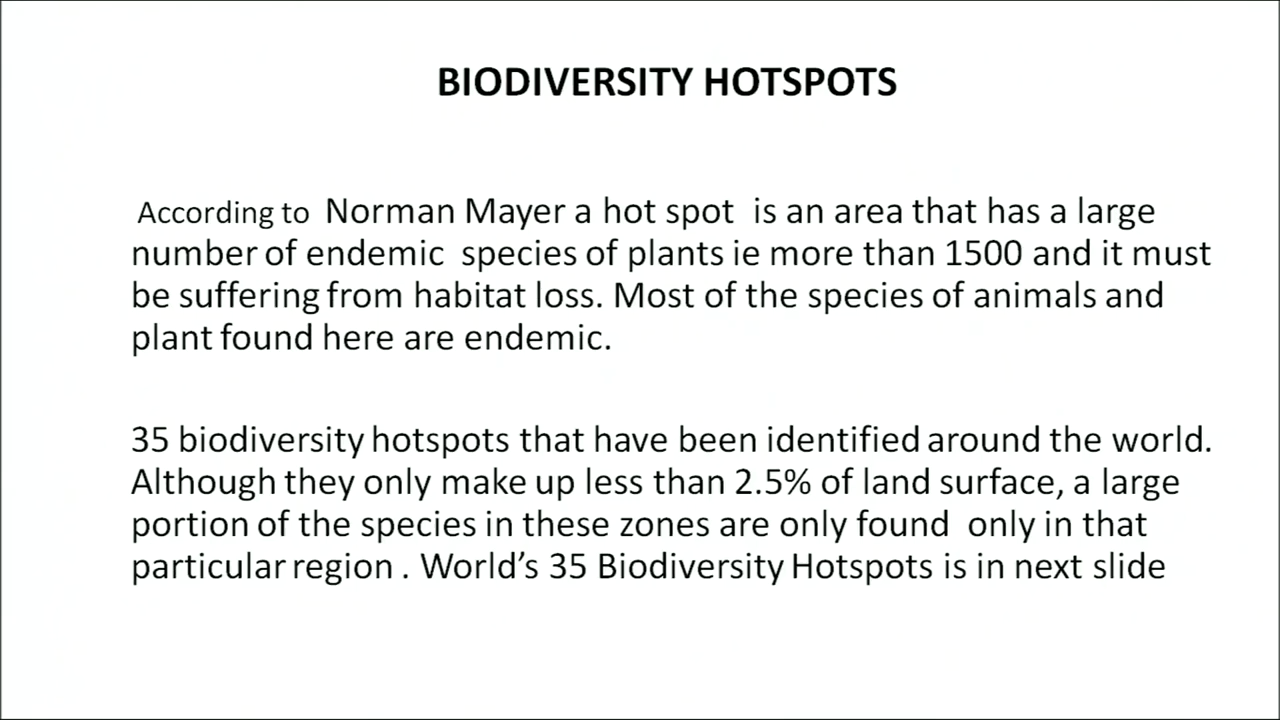 BIODIVERSITY HOTSPOTS
According to Norman Mayer a hot spot is an area that has a large
number of endemic species of plants ie more than 1500 and it must
be suffering from habitat loss. Most of the species of animals and
plant found here are endemic.
35 biodiversity hotspots that have been identified around the world.
Although they only make up less than 2.5% of land surface, a large
portion of the species in these zones are only found only in that
particular region . World’s 35 Biodiversity Hotspots is in next slide